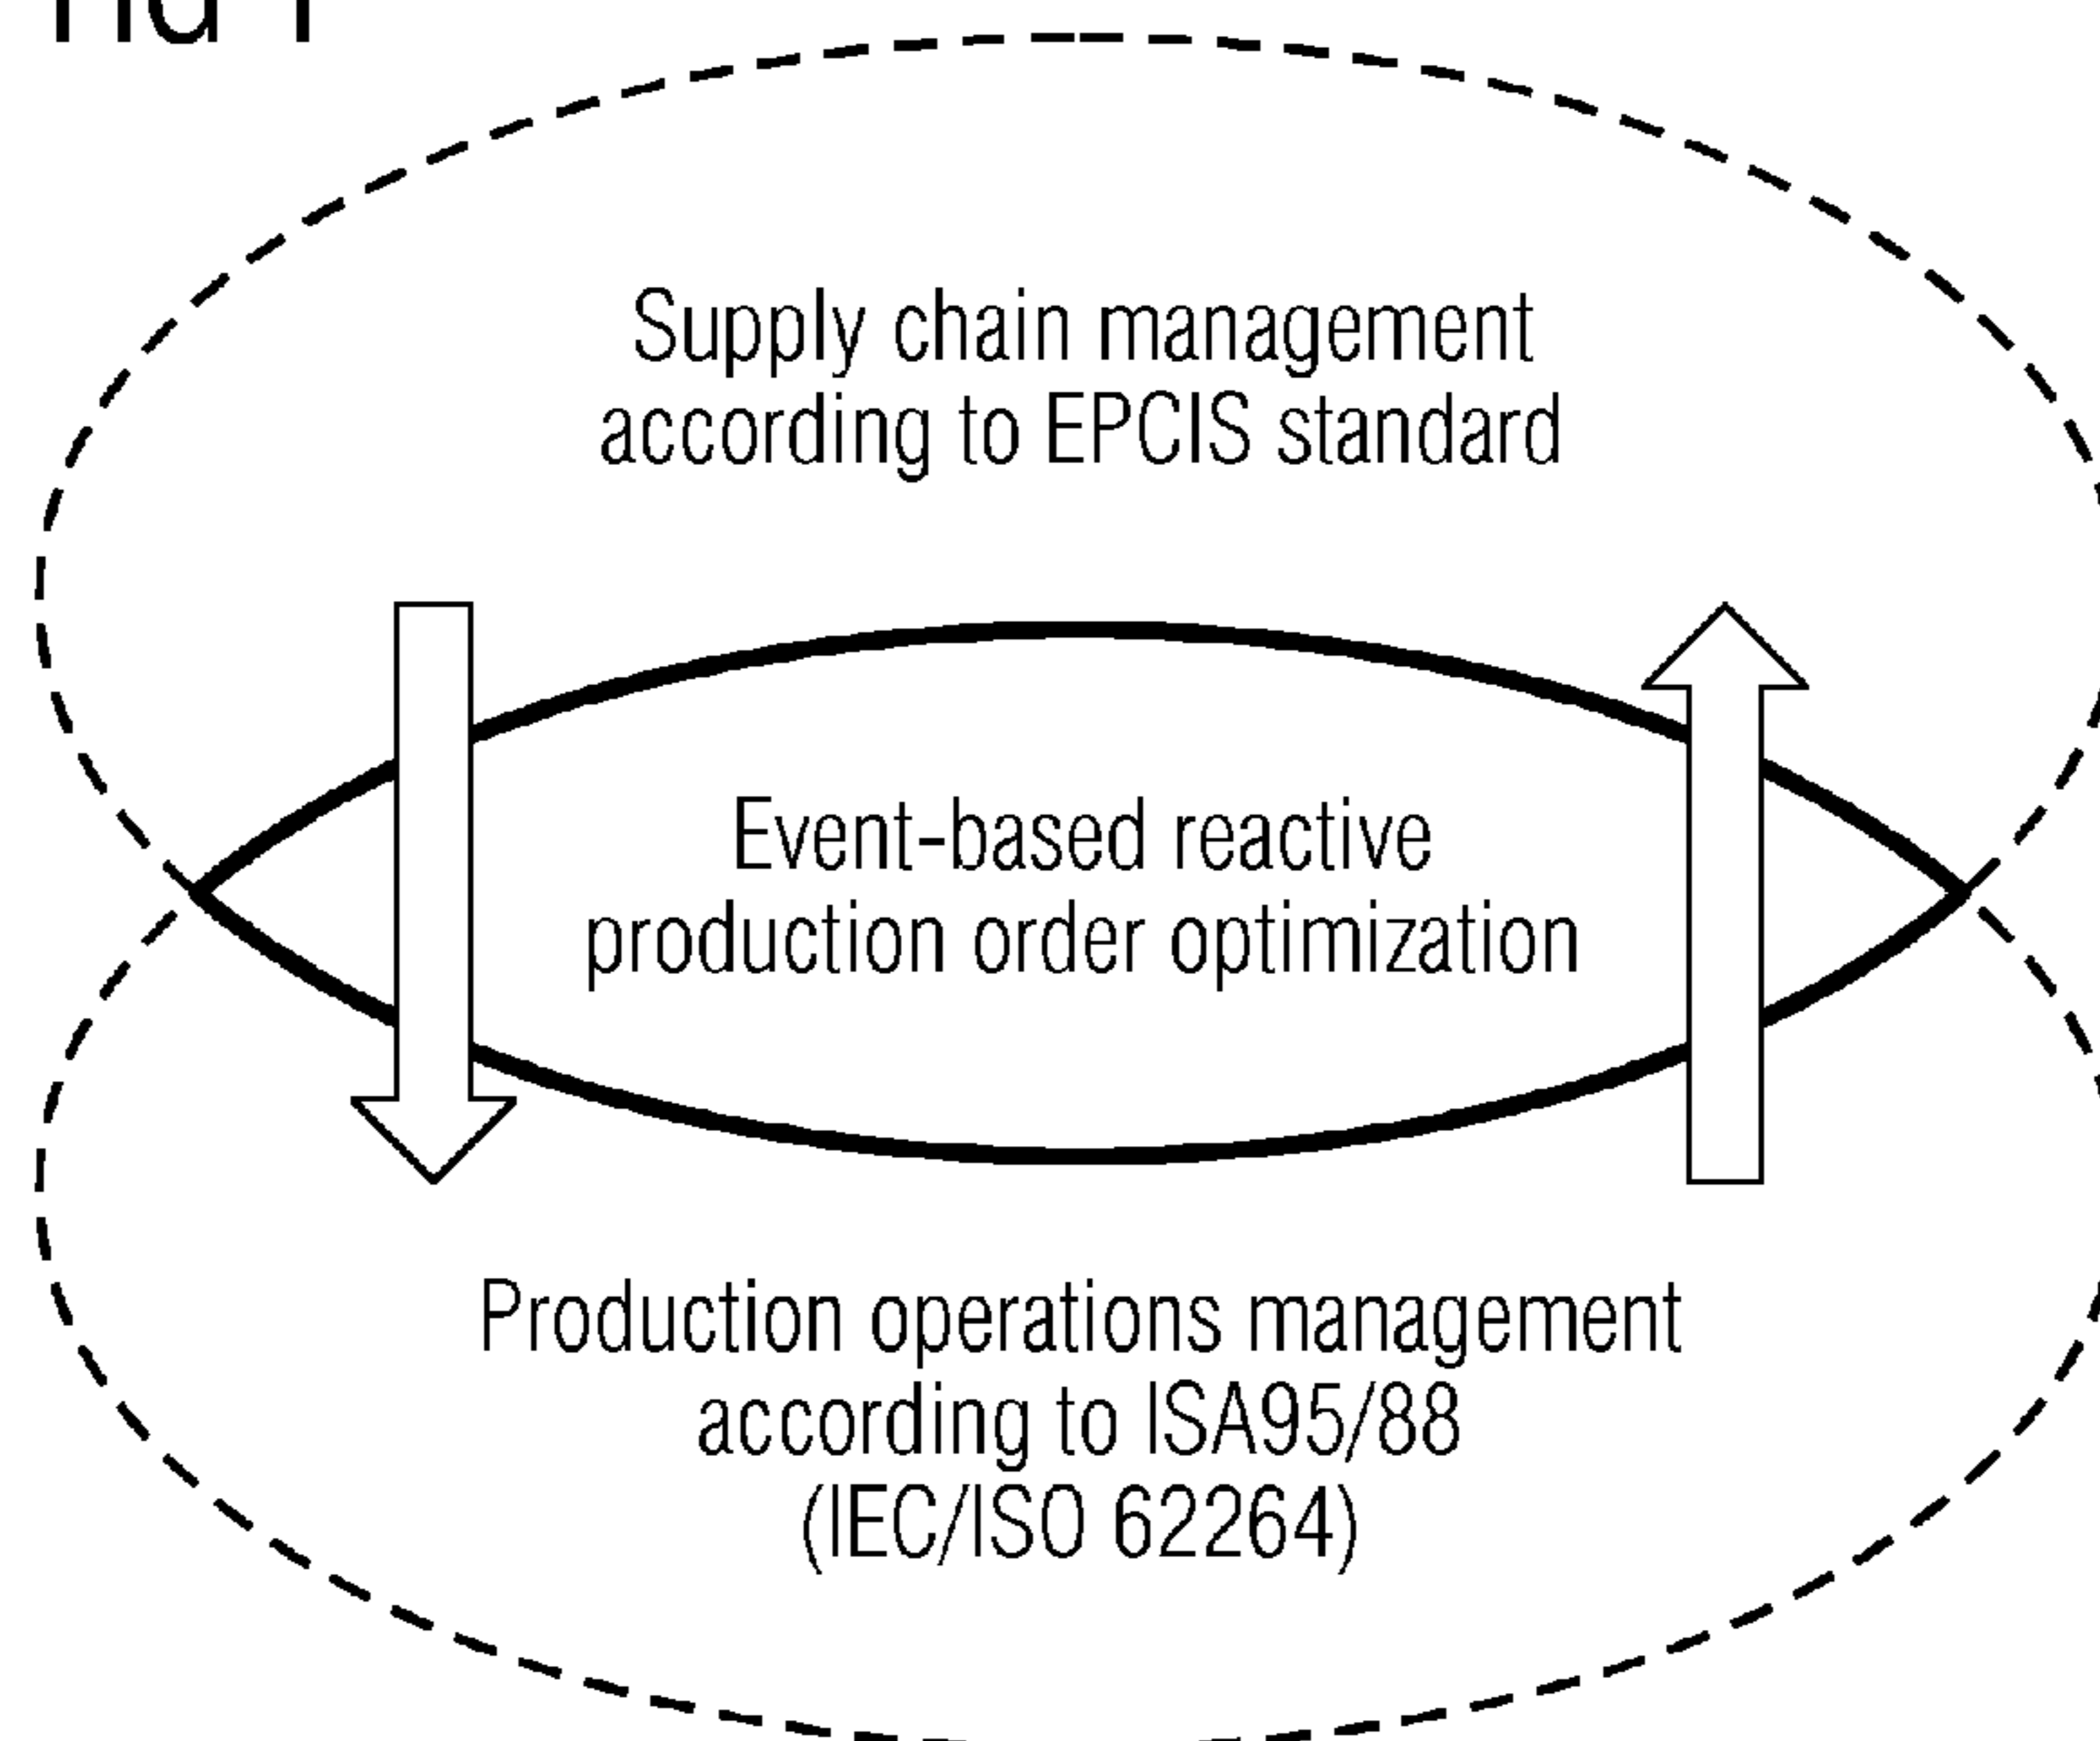 Supply chain management
according to EPCIS standard
Event-based reactive
production order optimization
Production operations management
according to ISA95/88
(IEC/ISO 62264)